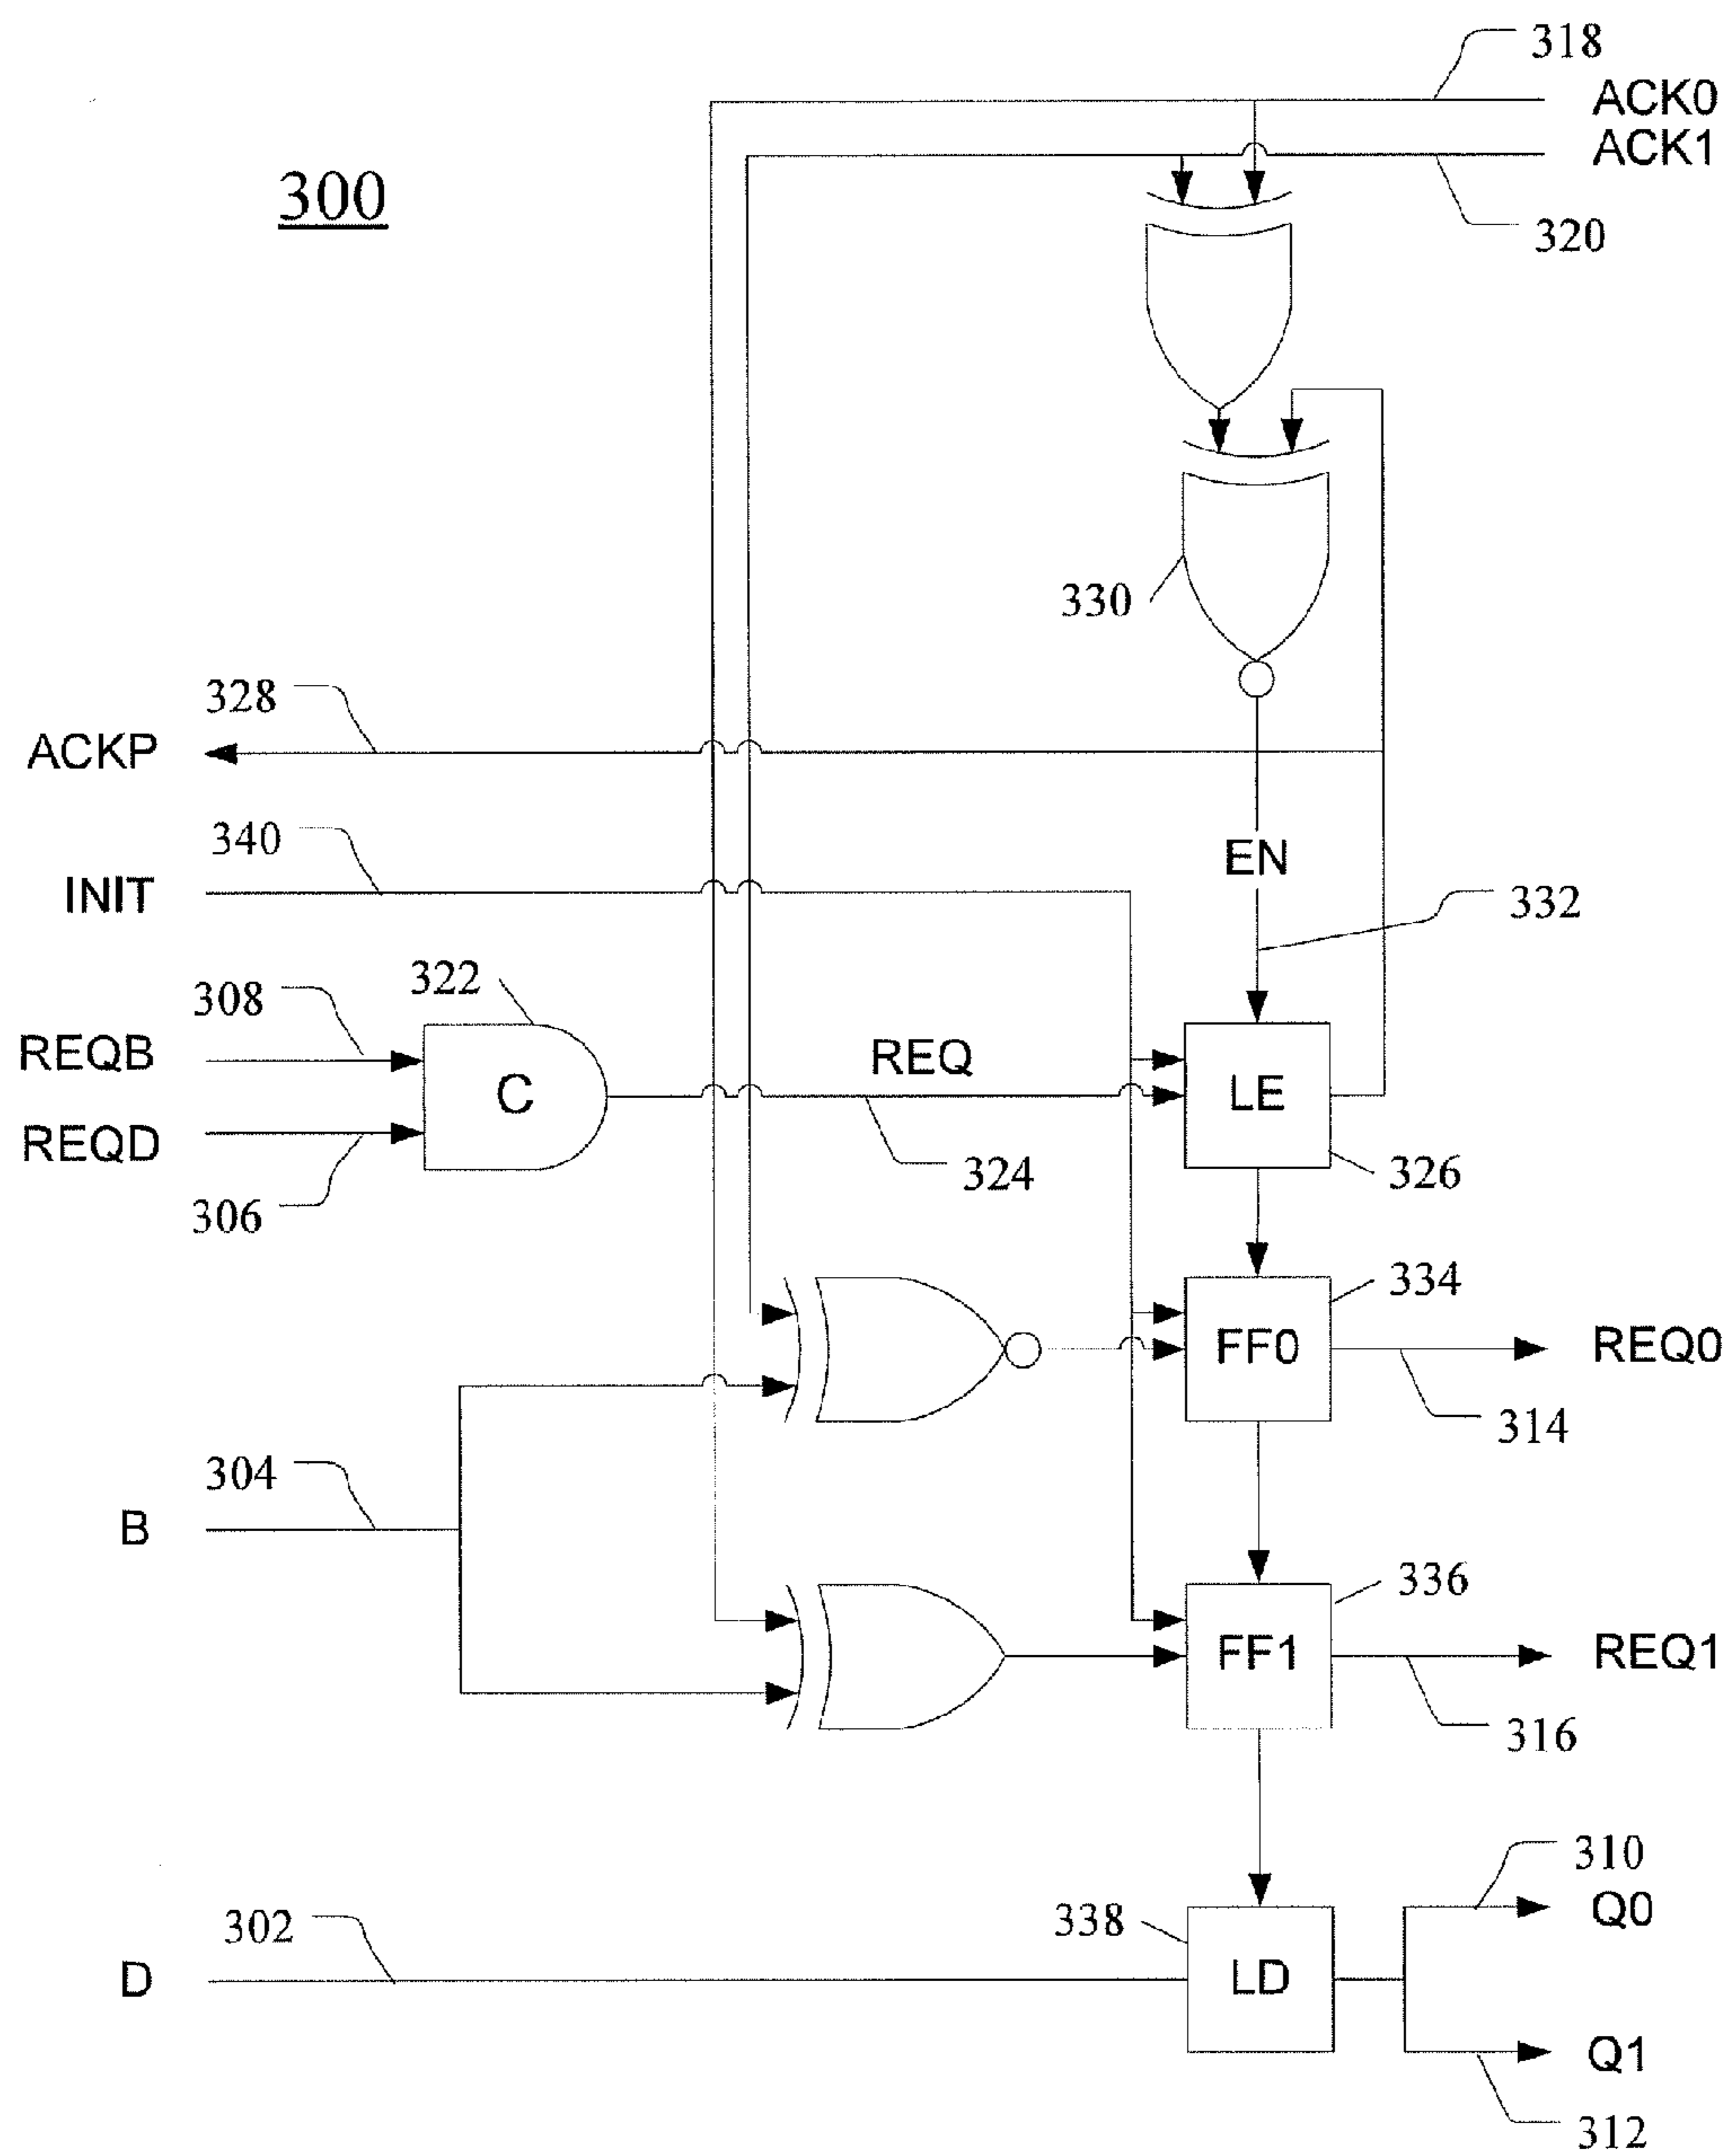 318
ACK0
ACK1
300
320
330
328
ACKP
340
INIT
EN
332
308
322
REQB
REQ
C
LE
REQD
324
326
306
334
FF0
REQ0
314
304
B
336
FF1
REQ1
316
310
302
338
Q0
D
LD
Q1
312